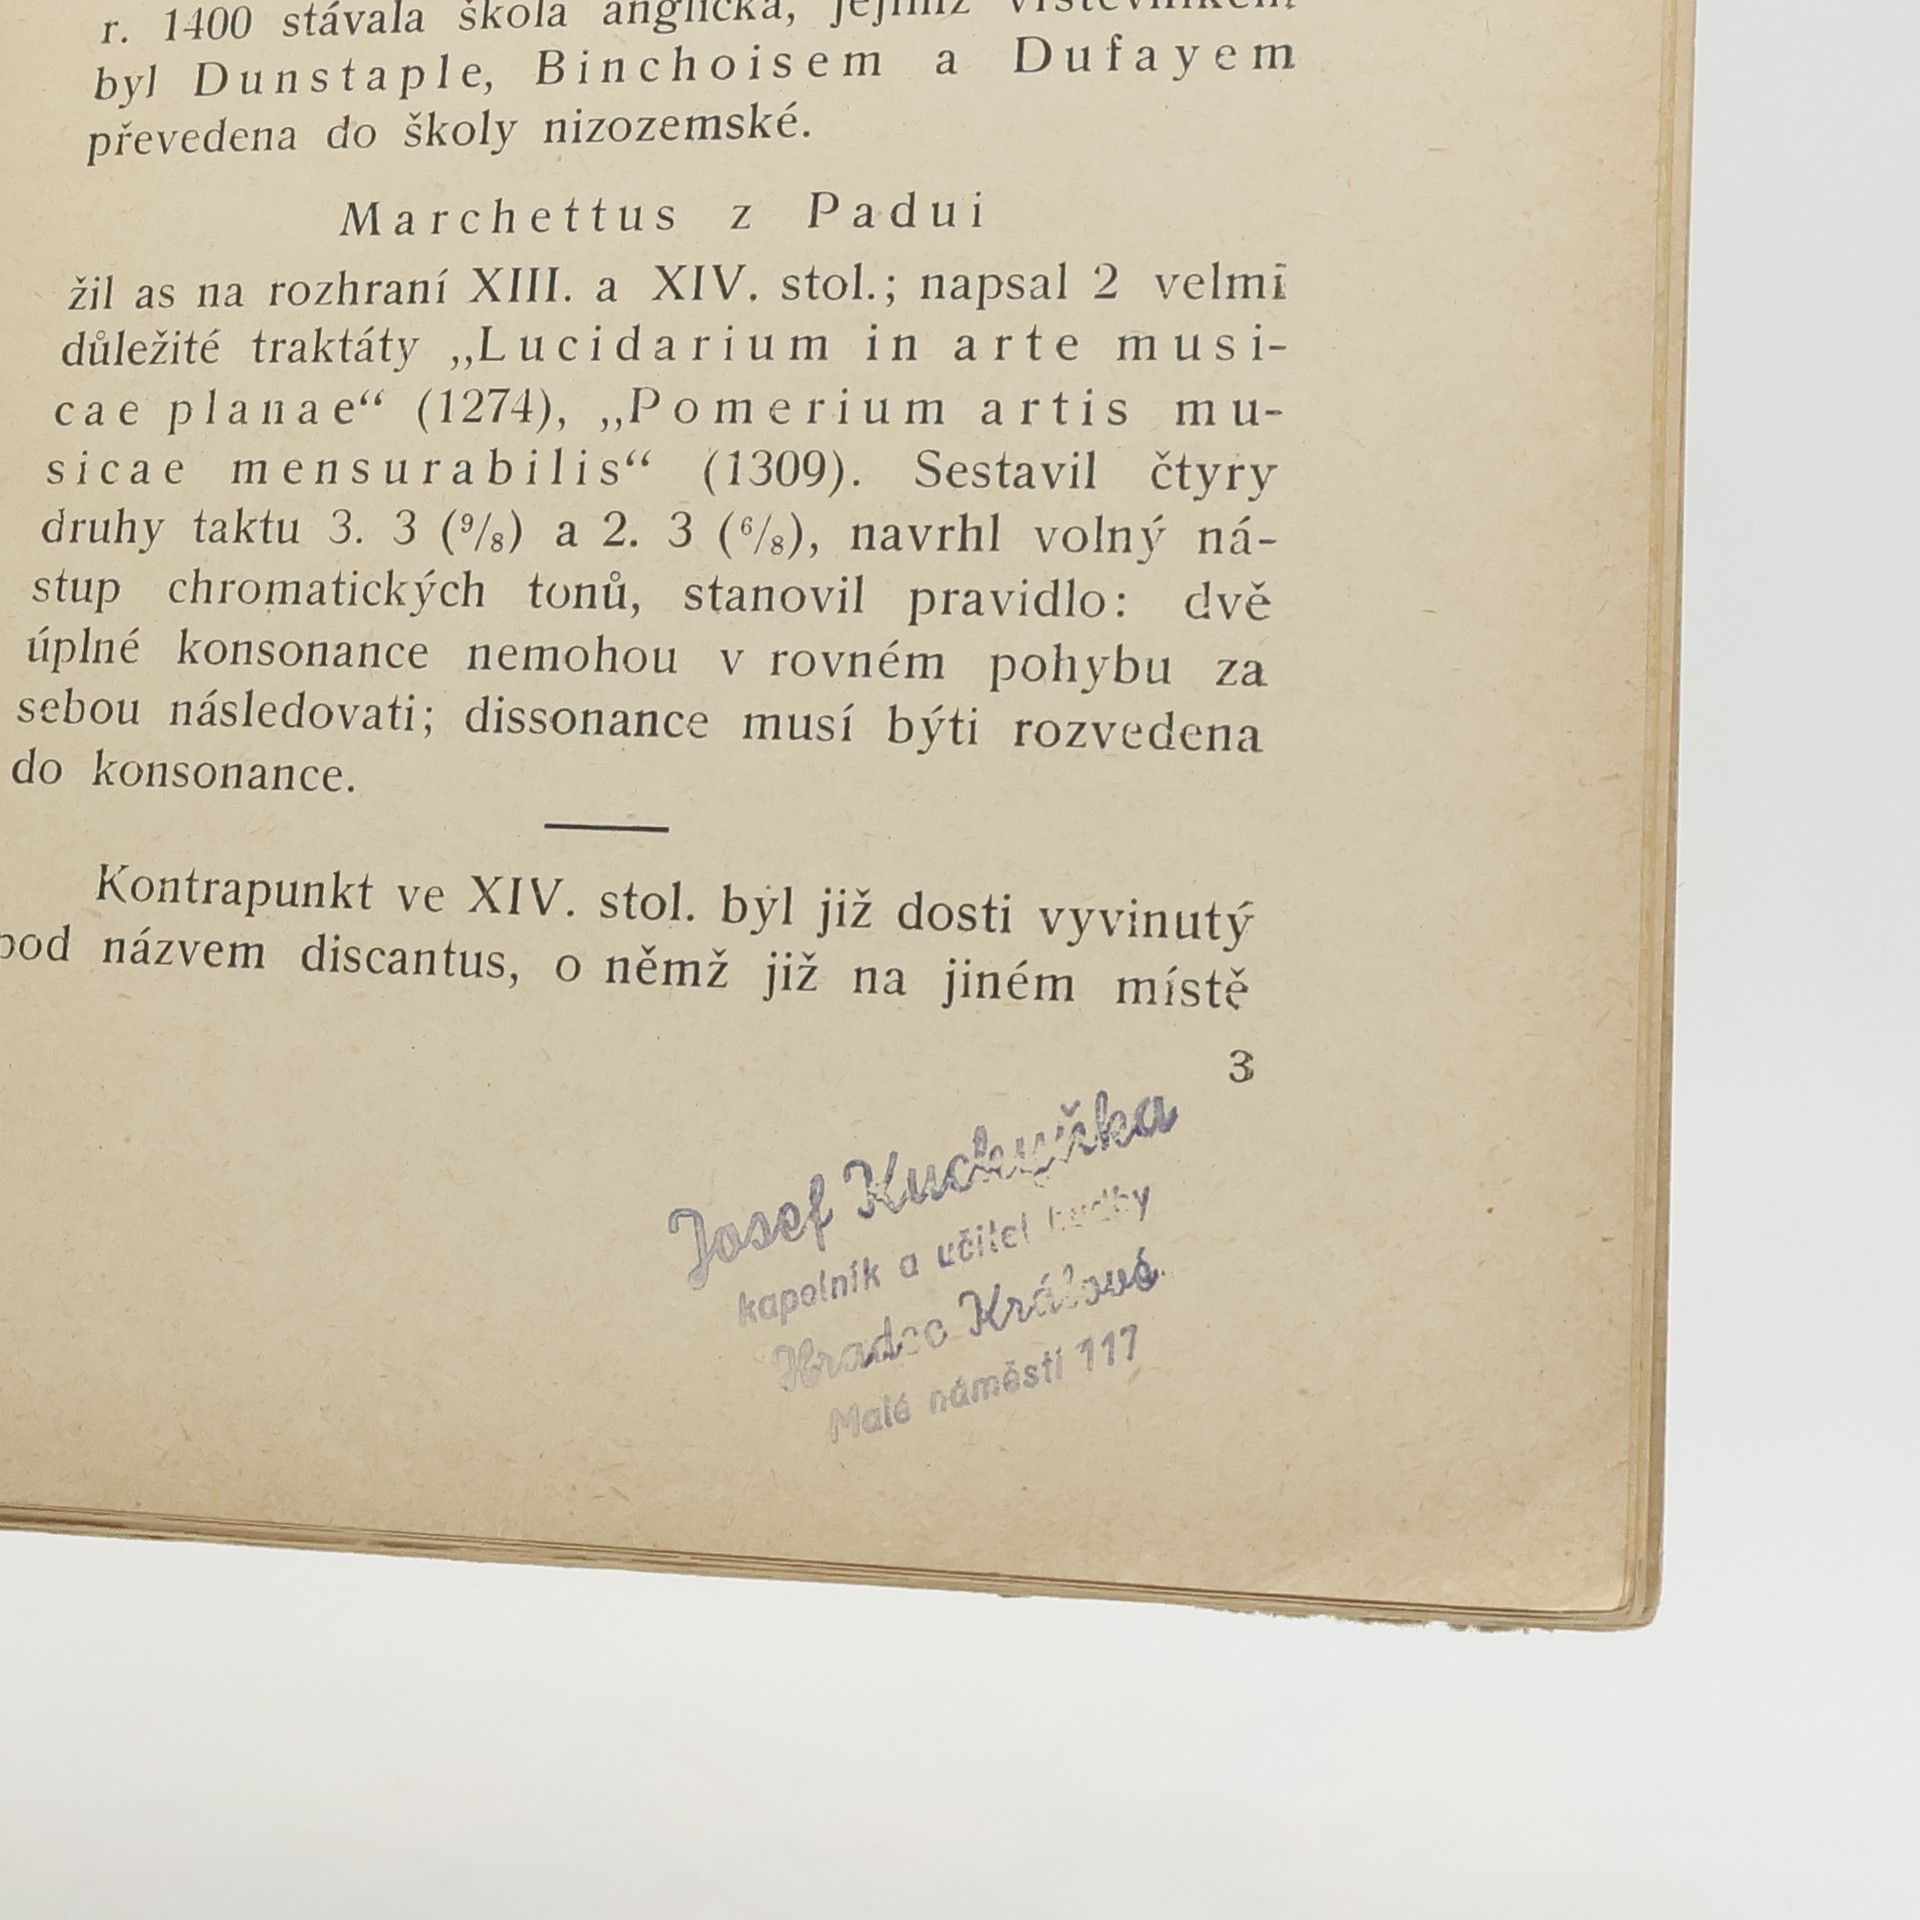 r. 1400 stávala škola anglická, jejímž vrstevníkem
byl Dunstaple, Binchoisem a Dufayem
převedena do školy nizozemské.
Marchettus z Padui
žil as na rozhraní XIII. a XIV. stol.; napsal 2 velmi
důležité traktáty „Lucidarium in arte musi-
cae planae“ (1274), „Pomerium artis mu-
sicae mensurabilis“ (1309). Sestavil čtyry
druhy taktu 3. 3 (9/8) a 2. 3 (6/8), navrhl volný ná-
stup chromatických tonů, stanovil pravidlo: dvě
úplné konsonance nemohou v rovném pohybu za
sebou následovati; dissonance musí býti rozvedena
do konsonance.
Kontrapunkt ve XIV. stol. byl již dosti vyvinutý
pod názvem discantus, o němž již na jiném místě
3
Josef Kuchyňka
kapelník a učitel hudby
Hradec Králové
Malé náměstí 117